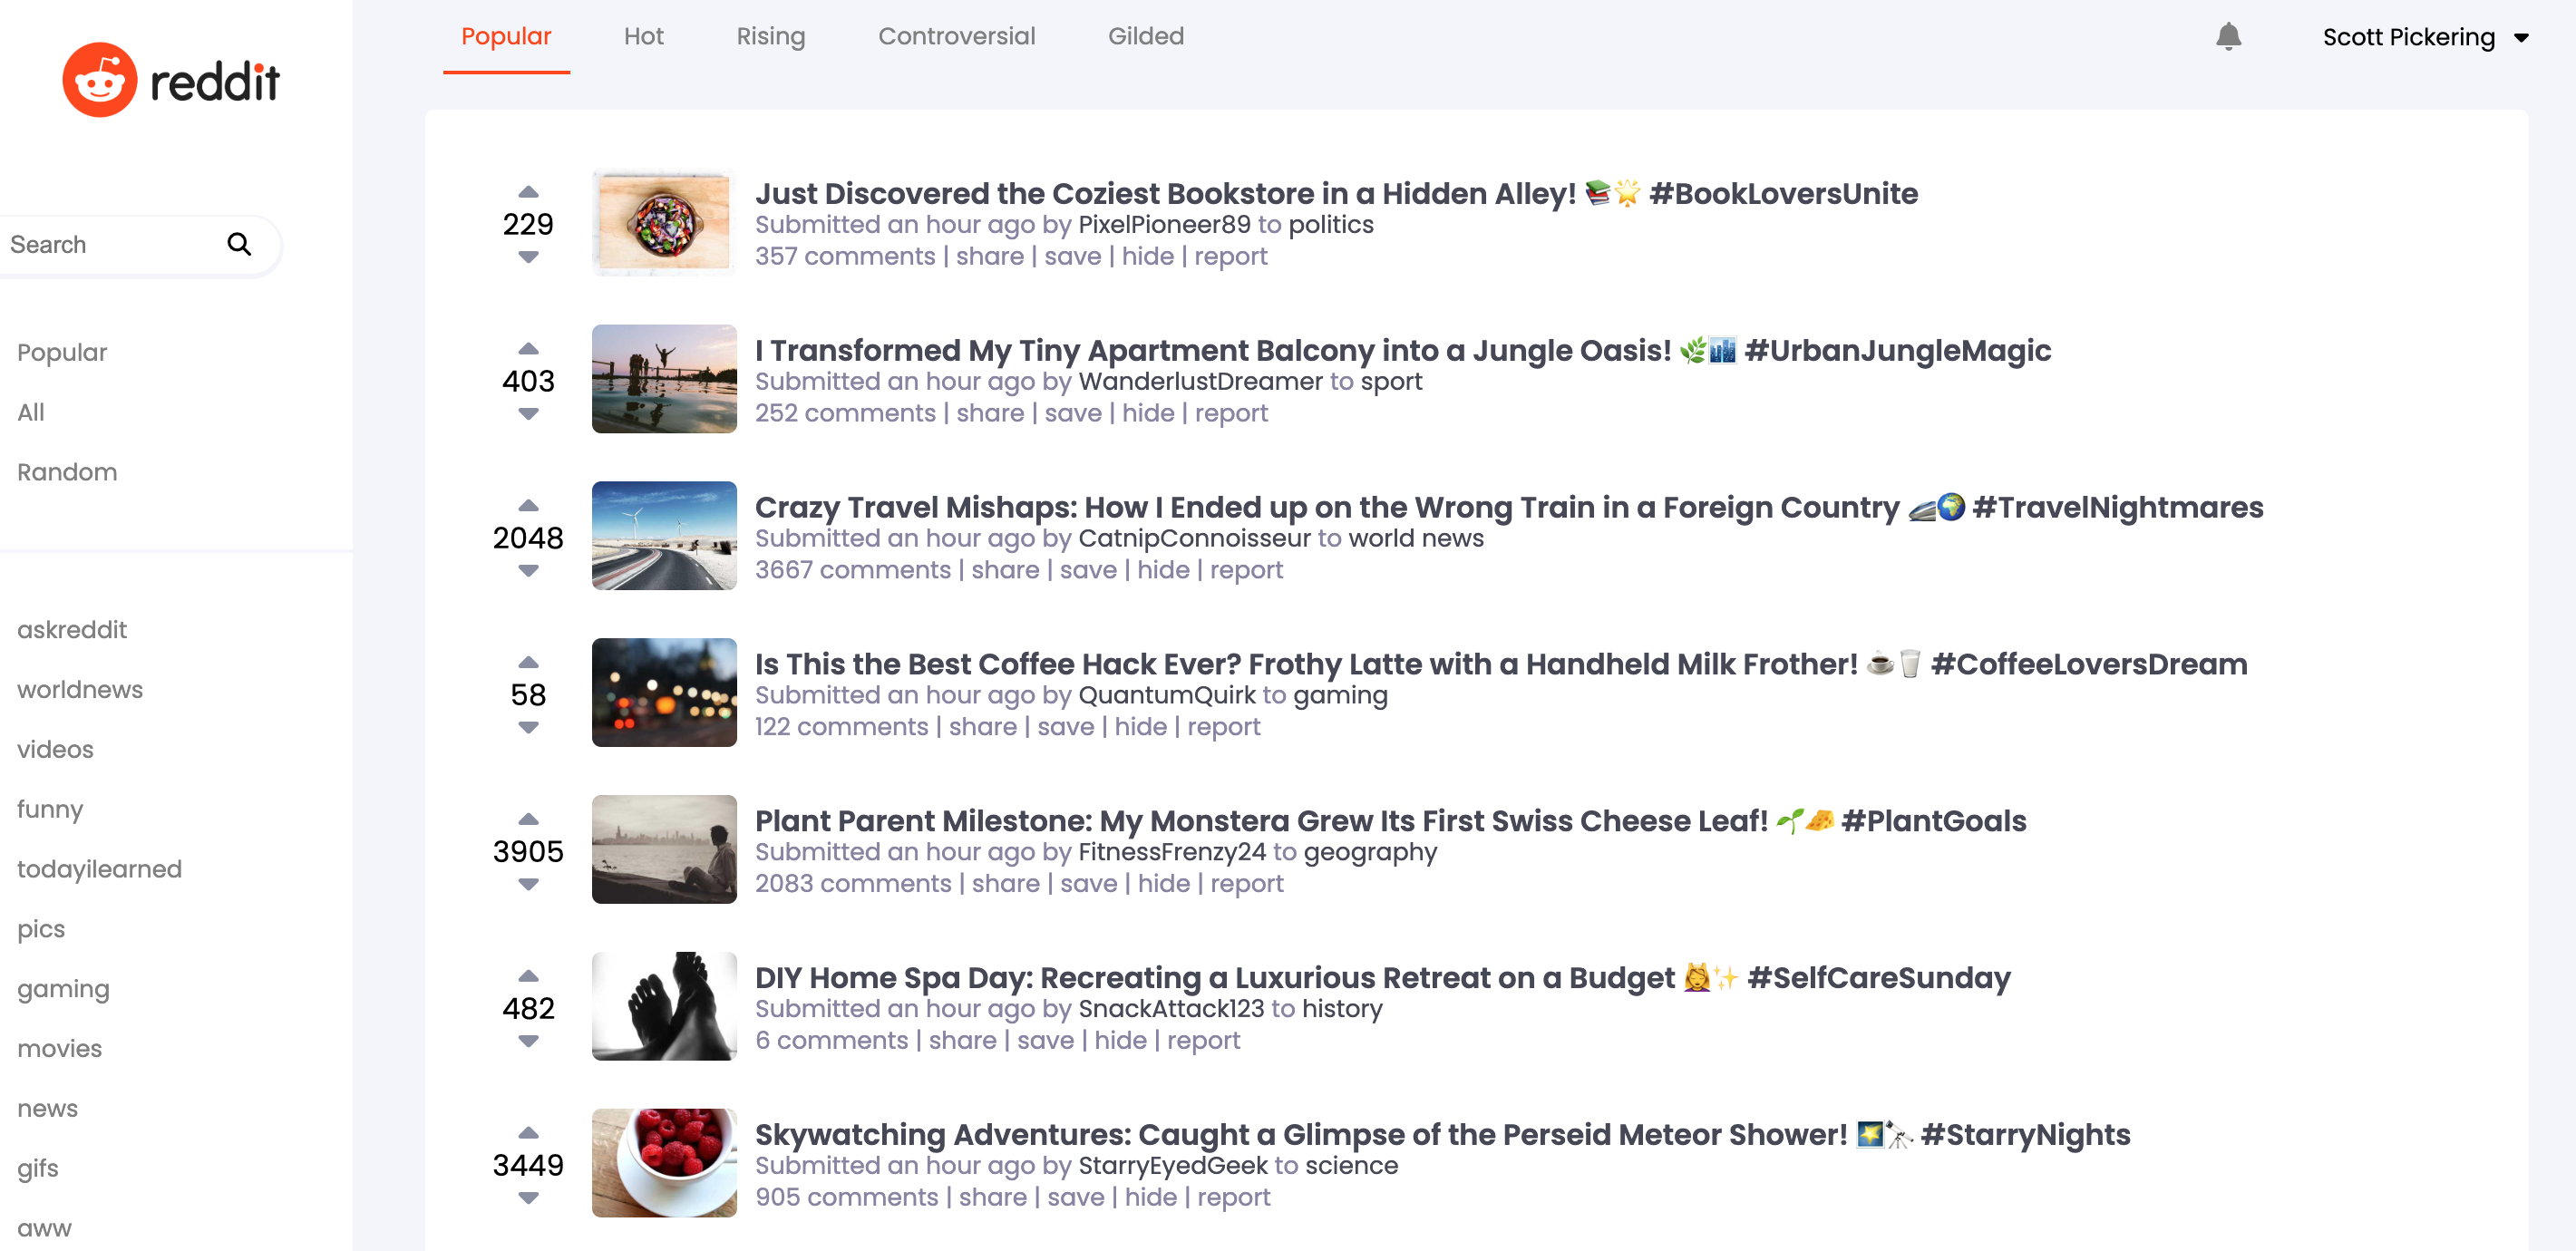 reddit
Search
Popular
All
Random
askreddit
worldnews
videos
funny
todayilearned
pics
gaming
movies
news
gifs
aww
Popular Hot Rising Controversial Gilded
Scott Pickering
229
Just Discovered the Coziest Bookstore in a Hidden Alley! 📚🌟 #BookLoversUnite
Submitted an hour ago by PixelPioneer89 to politics
357 comments | share | save | hide | report
403
I Transformed My Tiny Apartment Balcony into a Jungle Oasis! 🌿🏙️ #UrbanJungleMagic
Submitted an hour ago by WanderlustDreamer to sport
252 comments | share | save | hide | report
2048
Crazy Travel Mishaps: How I Ended up on the Wrong Train in a Foreign Country 🚄🌍 #TravelNightmares
Submitted an hour ago by CatnipConnoisseur to world news
3667 comments | share | save | hide | report
58
Is This the Best Coffee Hack Ever? Frothy Latte with a Handheld Milk Frother! ☕🥛 #CoffeeLoversDream
Submitted an hour ago by QuantumQuirk to gaming
122 comments | share | save | hide | report
3905
Plant Parent Milestone: My Monstera Grew Its First Swiss Cheese Leaf! 🌱🧀 #PlantGoals
Submitted an hour ago by FitnessFrenzy24 to geography
2083 comments | share | save | hide | report
482
DIY Home Spa Day: Recreating a Luxurious Retreat on a Budget 💆‍♀️✨ #SelfCareSunday
Submitted an hour ago by SnackAttack123 to history
6 comments | share | save | hide | report
3449
Skywatching Adventures: Caught a Glimpse of the Perseid Meteor Shower! 🌠🔭 #StarryNights
Submitted an hour ago by StarryEyedGeek to science
905 comments | share | save | hide | report